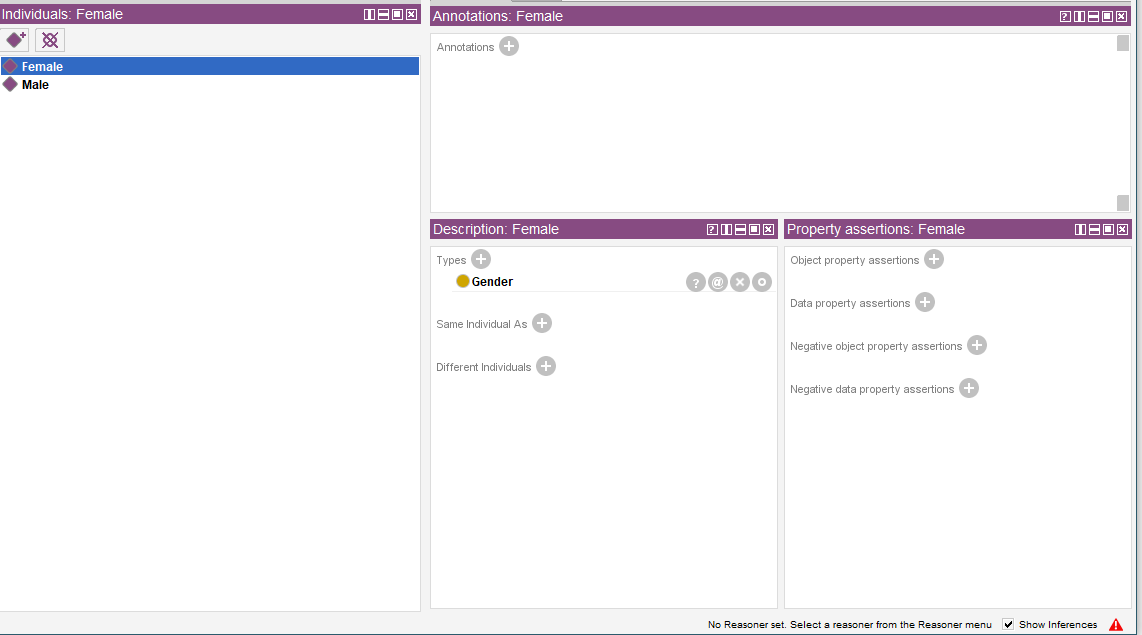 Individuals: Female
Female
Male
Annotations: Female
Annotations
Description: Female
Types
Gender
Same Individual As
Different Individuals
Property assertions: Female
Object property assertions
Data property assertions
Negative object property assertions
Negative data property assertions
No Reasoner set. Select a reasoner from the Reasoner menu Show Inferences